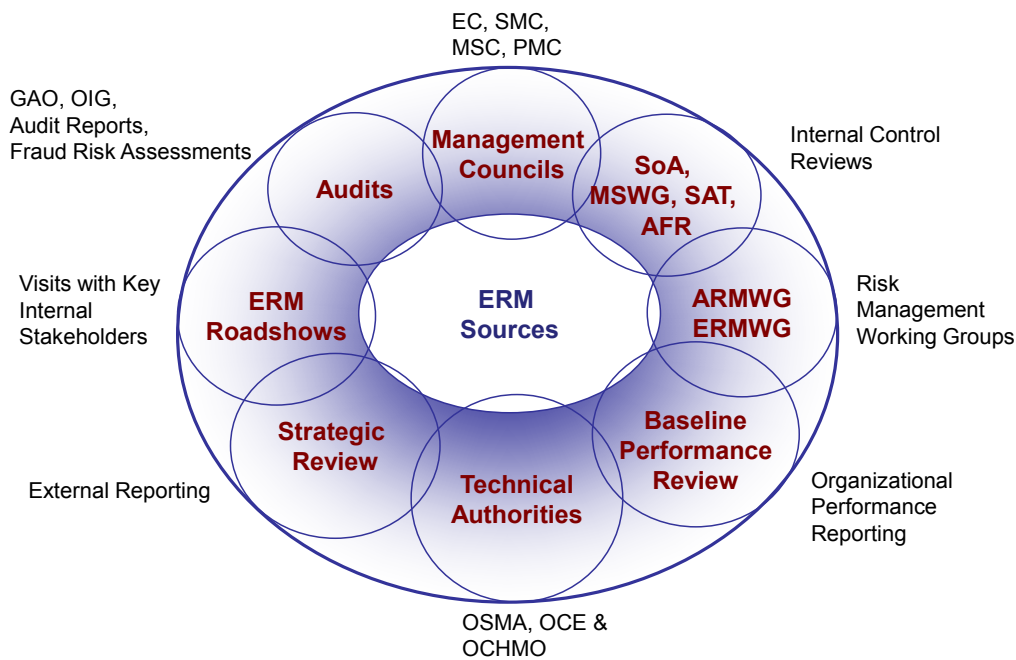 EC, SMC,
MSC, PMC
GAO, OIG,
Audit Reports,
Fraud Risk Assessments
Management
Councils
Internal Control
Reviews
Audits
SoA,
MSWG, SAT,
AFR
Visits with Key
Internal
Stakeholders
ERM
Roadshows
ERM
Sources
ARMWG
ERMWG
Risk
Management
Working Groups
Strategic
Review
Baseline
Performance
Review
Technical
Authorities
External Reporting
Organizational
Performance
Reporting
OSMA, OCE &
OCHMO